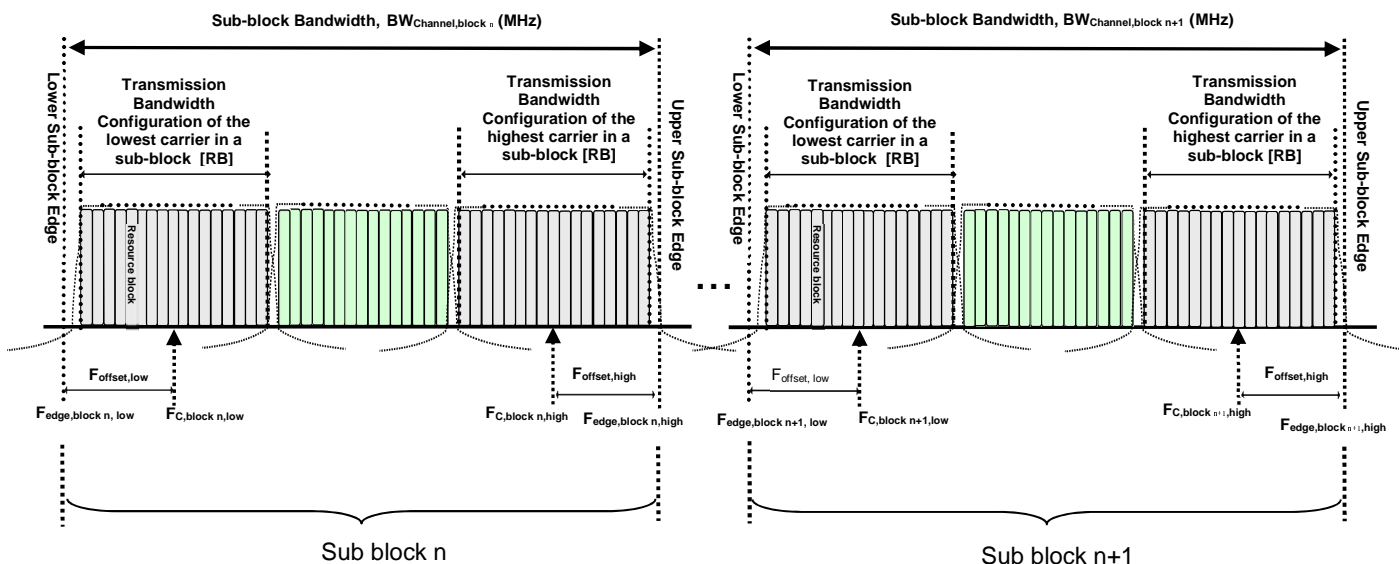 Sub-block Bandwidth, BWChannel,block n (MHz)
Lower Sub-block Edge
Transmission
Bandwidth
Configuration of the
lowest carrier in a
sub-block [RB]
Transmission
Bandwidth
Configuration of the
highest carrier in a
sub-block [RB]
Upper Sub-block Edge
Resource block
Foffset,low
Foffset,high
Fedge,block n, low
FC,block n,low
FC,block n,high
Fedge,block n,high
Sub block n
...
Sub-block Bandwidth, BWChannel,block n+1 (MHz)
Lower Sub-block Edge
Transmission
Bandwidth
Configuration of the
lowest carrier in a
sub-block [RB]
Transmission
Bandwidth
Configuration of the
highest carrier in a
sub-block [RB]
Upper Sub-block Edge
Resource block
Foffset, low
Foffset,high
Fedge,block n+1, low
FC,block n+1,low
FC,block n+1,high
Fedge,block n+1,high
Sub block n+1